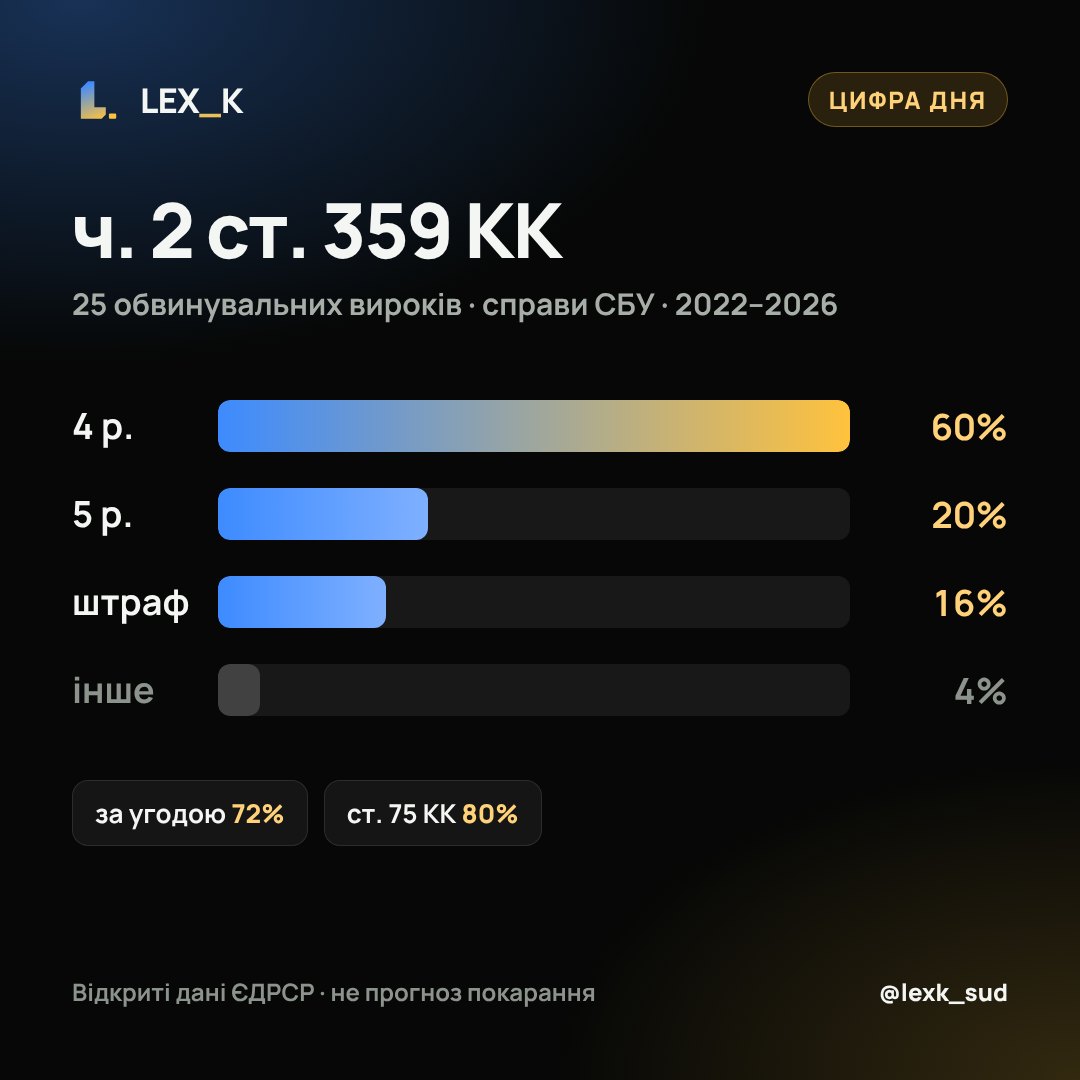 LEX_K
ЦИФРА ДНЯ
ч. 2 ст. 359 КК
25 обвинувальних вироків · справи СБУ · 2022–2026
4 р. 60%
5 р. 20%
штраф 16%
інше 4%
за угодою 72% ст. 75 КК 80%
Відкриті дані ЄДРСР · не прогноз покарання
@lexk_sud